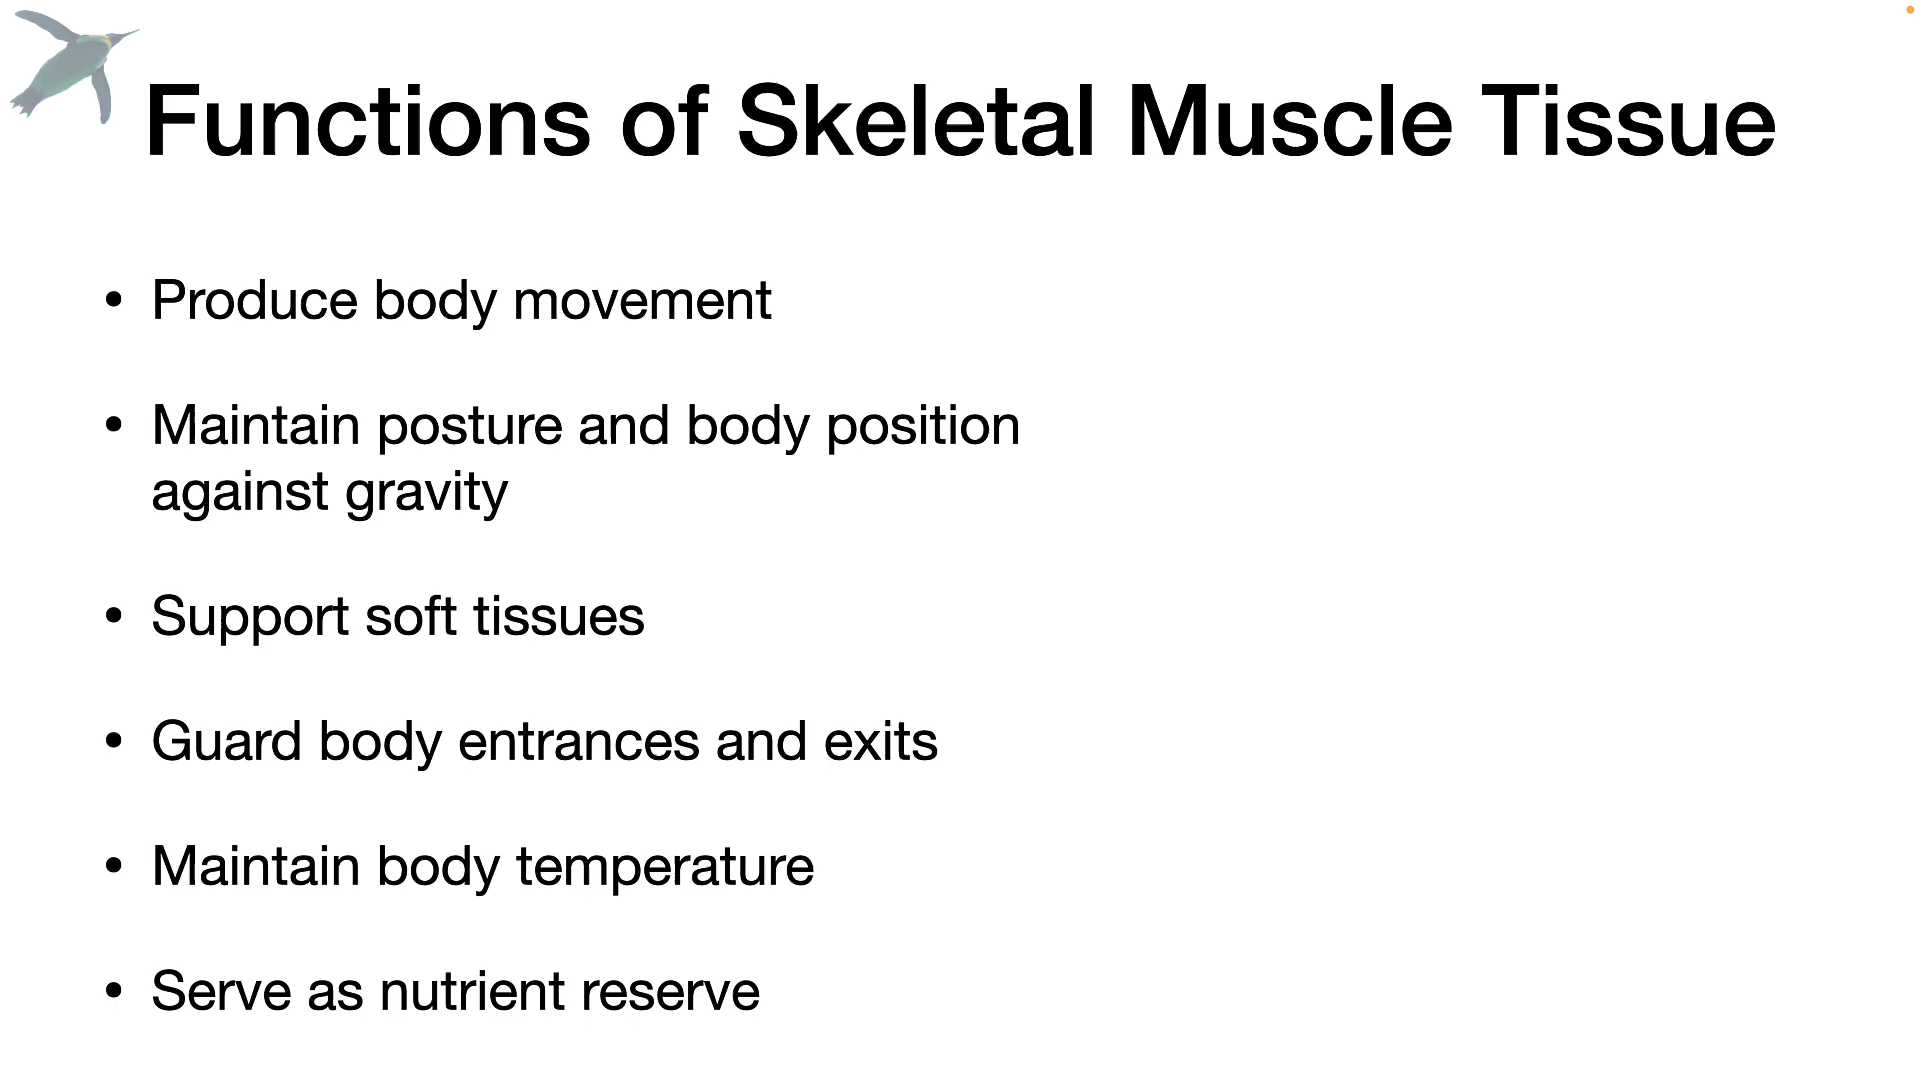 Functions of Skeletal Muscle Tissue
• Produce body movement
• Maintain posture and body position
against gravity
• Support soft tissues
• Guard body entrances and exits
• Maintain body temperature
• Serve as nutrient reserve